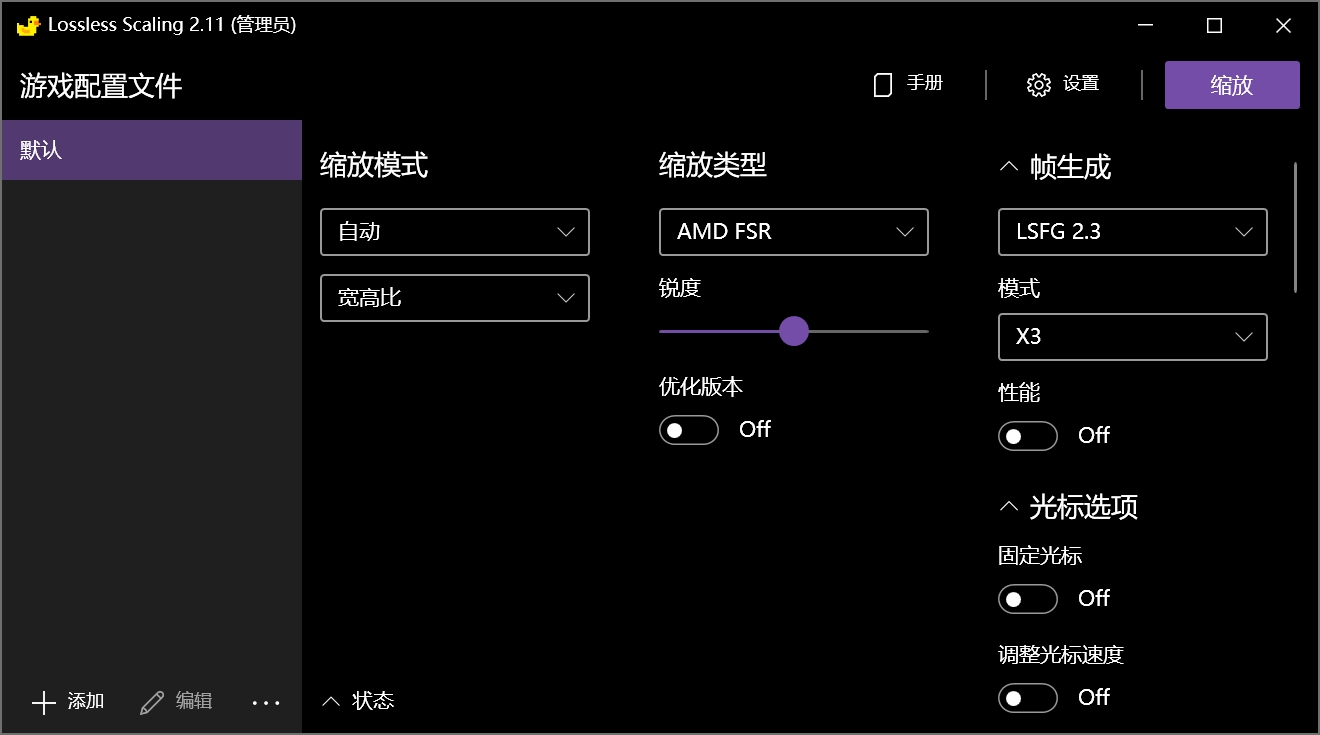 Lossless Scaling 2.11 (管理员)
游戏配置文件
手册
设置
缩放
默认
缩放模式
自动
宽高比
缩放类型
AMD FSR
锐度
优化版本
Off
帧生成
LSFG 2.3
模式
X3
性能
Off
光标选项
固定光标
Off
调整光标速度
Off
添加
编辑
...
状态